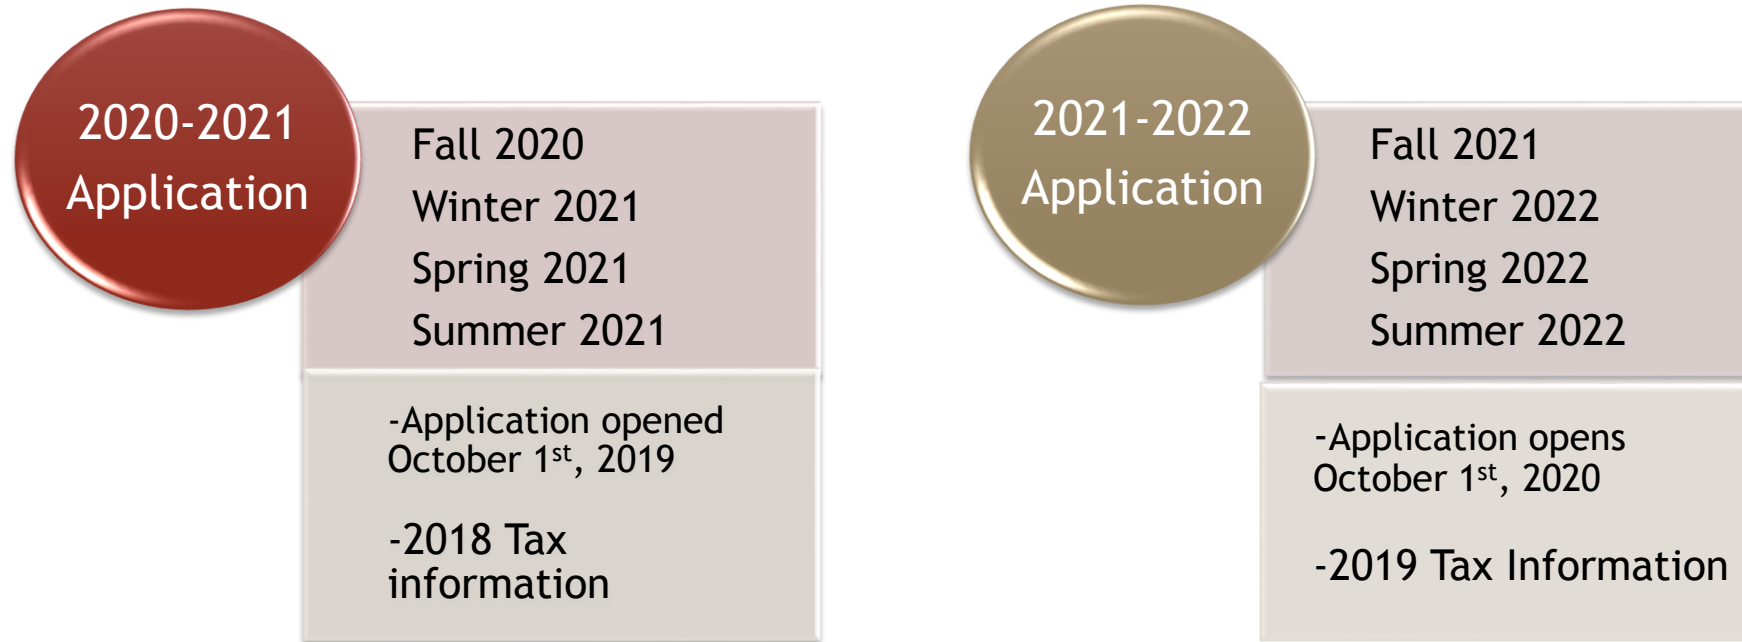 2020-2021
Application
Fall 2020
Winter 2021
Spring 2021
Summer 2021
-Application opened
October 1st, 2019
-2018 Tax
information
2021-2022
Application
Fall 2021
Winter 2022
Spring 2022
Summer 2022
-Application opens
October 1st, 2020
-2019 Tax Information